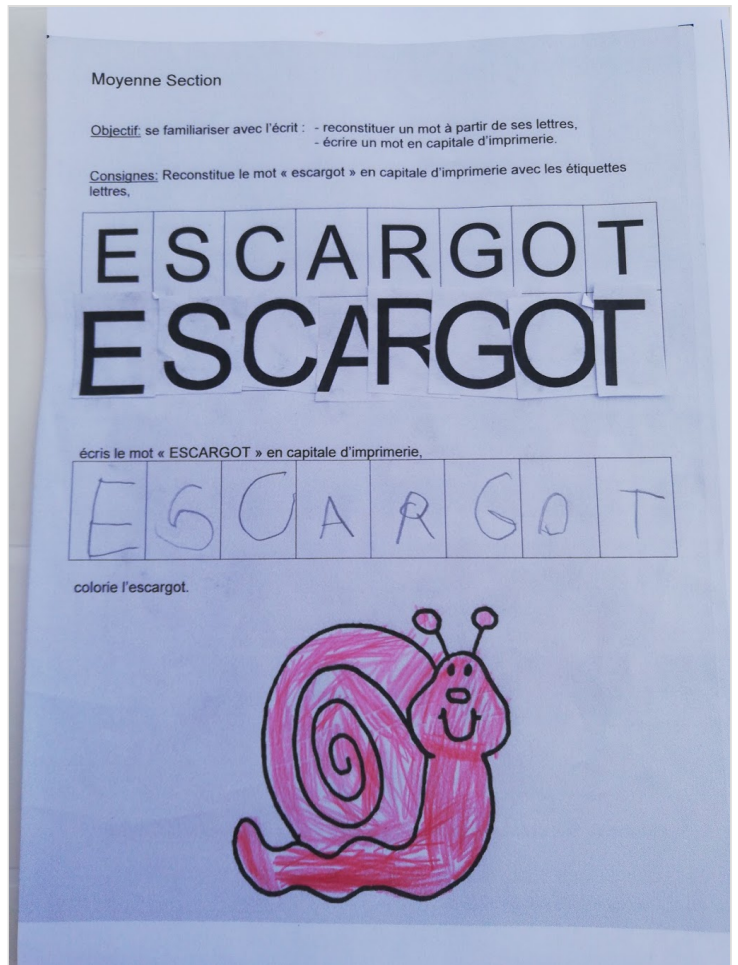 Moyenne Section
Objectif: se familiariser avec l'écrit : - reconstituer un mot à partir de ses lettres,
- écrire un mot en capitale d'imprimerie.
Consignes: Reconstitue le mot « escargot » en capitale d'imprimerie avec les étiquettes
lettres,
E S C A R G O T
E S C A R G O T
écris le mot « ESCARGOT » en capitale d'imprimerie,
E S C A R G O T
colorie l'escargot.